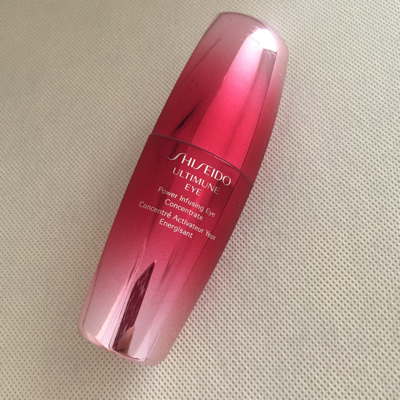 SHISEIDO
ULTIMUNE
EYE
Power Infusing Eye
Concentrate
Concentré Activateur Yeux
Energisant